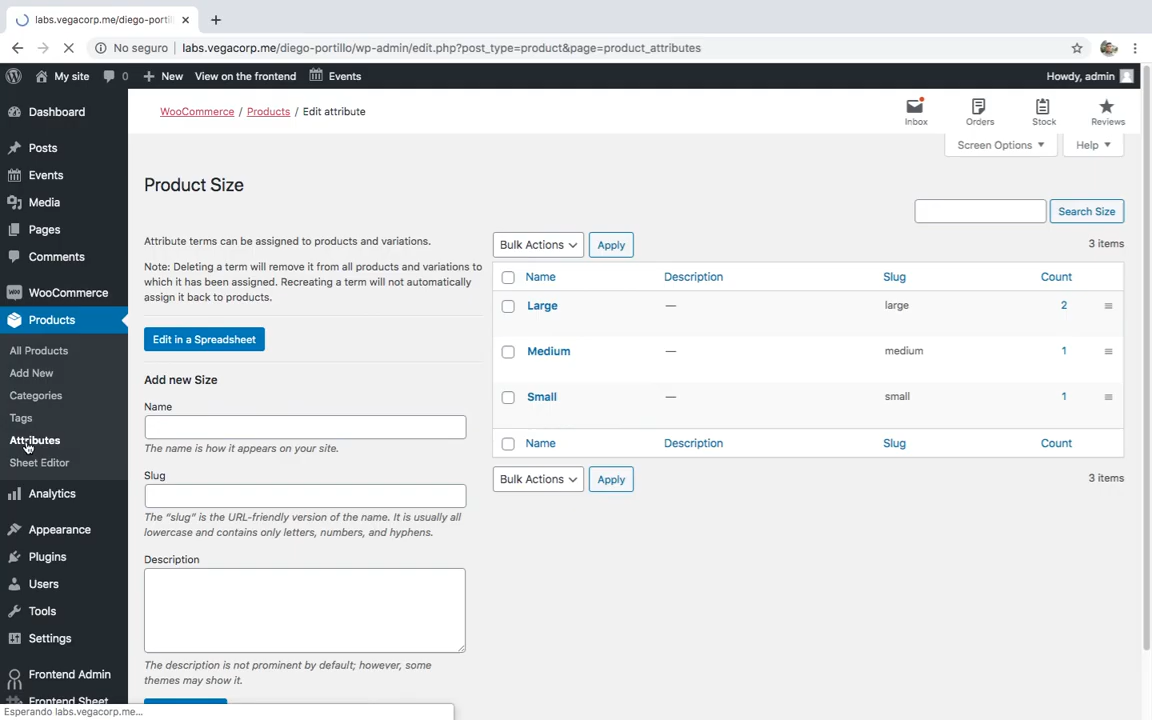 labs.vegacorp.me/diego-portil
No seguro
labs.vegacorp.me/diego-portillo/wp-admin/edit.php?post_type=product&page=product_attributes
My site
0
New
View on the frontend
Events
Howdy, admin
Dashboard
Posts
Events
Media
Pages
Comments
WooCommerce
Products
All Products
Add New
Categories
Tags
Attributes
Sheet Editor
Analytics
Appearance
Plugins
Users
Tools
Settings
Frontend Admin
Frontend Sheet
WooCommerce / Products / Edit attribute
Inbox
Orders
Stock
Reviews
Screen Options
Help
Product Size
Search Size
Attribute terms can be assigned to products and variations.
Note: Deleting a term will remove it from all products and variations to
which it has been assigned. Recreating a term will not automatically
assign it back to products.
Edit in a Spreadsheet
Add new Size
Name
The name is how it appears on your site.
Slug
The “slug” is the URL-friendly version of the name. It is usually all
lowercase and contains only letters, numbers, and hyphens.
Description
The description is not prominent by default; however, some
themes may show it.
Bulk Actions
Apply
3 items
Name Description Slug Count
Large — large 2
Medium — medium 1
Small — small 1
Name Description Slug Count
Bulk Actions
Apply
3 items
Esperando labs.vegacorp.me...